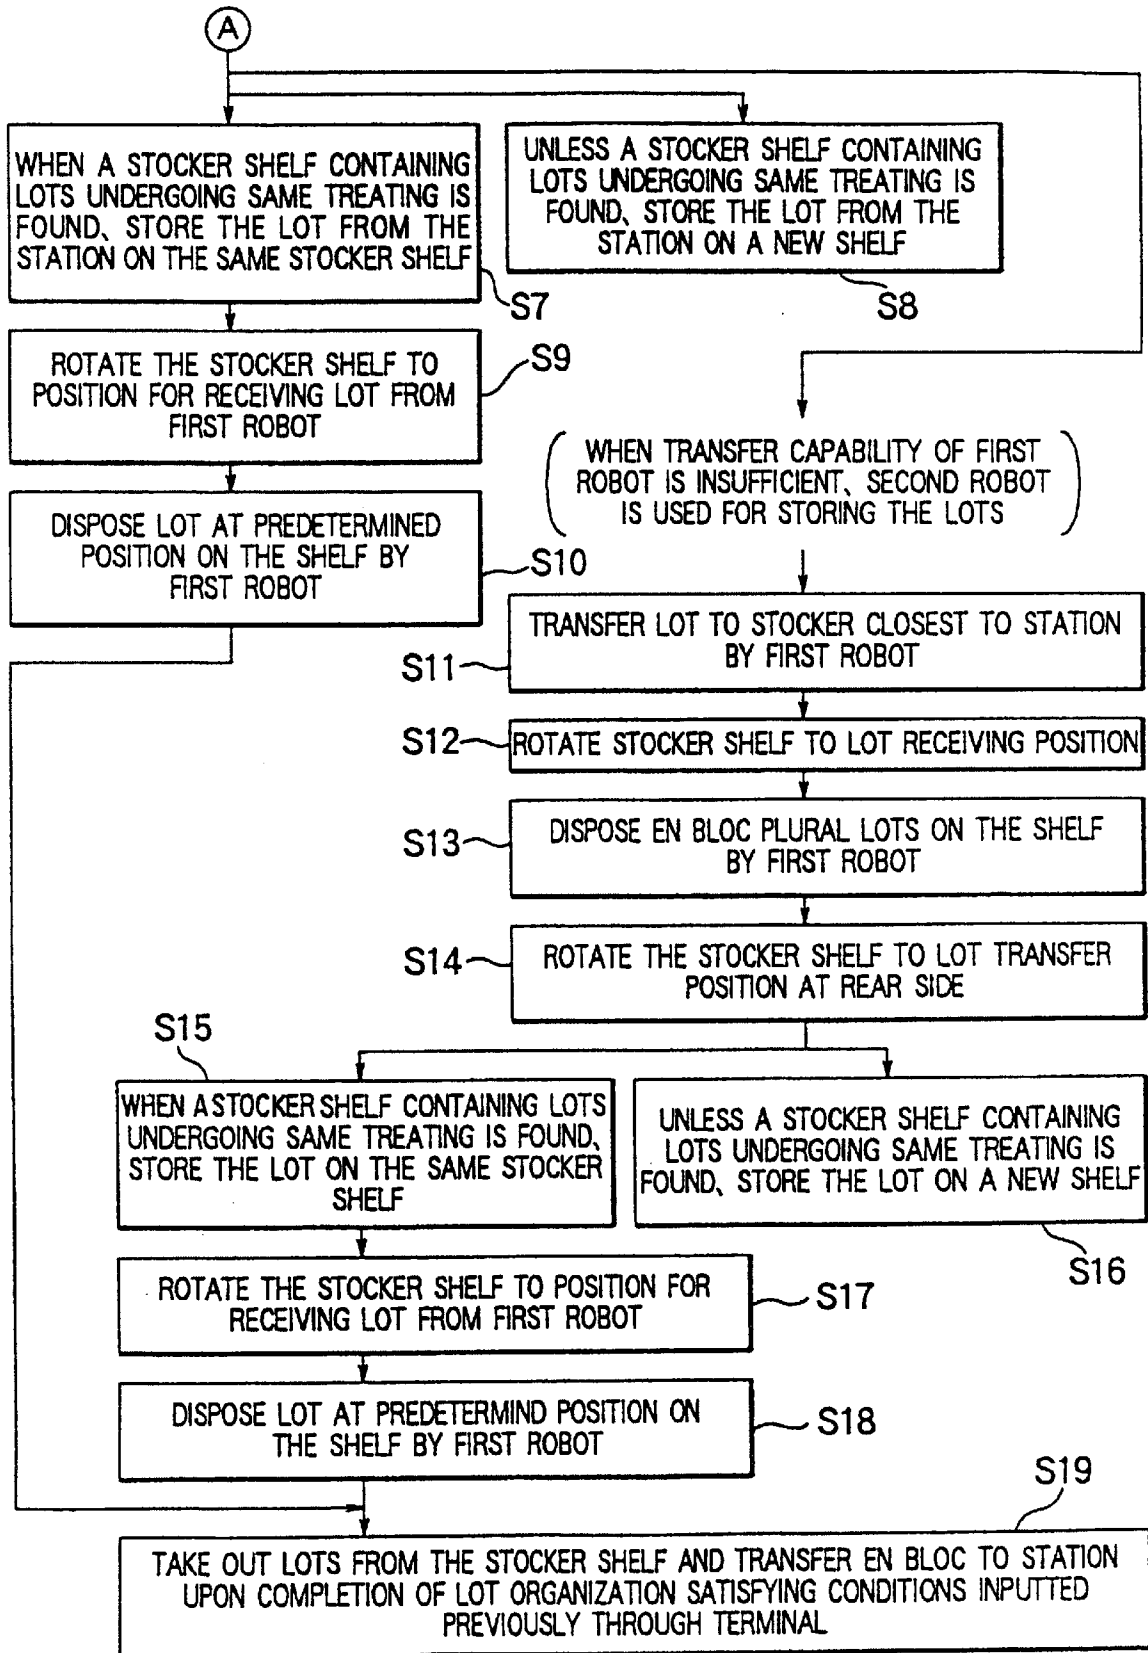 A
WHEN A STOCKER SHELF CONTAINING
LOTS UNDERGOING SAME TREATING IS
FOUND, STORE THE LOT FROM THE
STATION ON THE SAME STOCKER SHELF
S7
UNLESS A STOCKER SHELF CONTAINING
LOTS UNDERGOING SAME TREATING IS
FOUND, STORE THE LOT FROM THE
STATION ON A NEW SHELF
S8
ROTATE THE STOCKER SHELF TO
POSITION FOR RECEIVING LOT FROM
FIRST ROBOT
S9
DISPOSE LOT AT PREDETERMINED
POSITION ON THE SHELF BY
FIRST ROBOT
S10
( WHEN TRANSFER CAPABILITY OF FIRST
ROBOT IS INSUFFICIENT, SECOND ROBOT
IS USED FOR STORING THE LOTS )
TRANSFER LOT TO STOCKER CLOSEST TO STATION
BY FIRST ROBOT
S11
S12
ROTATE STOCKER SHELF TO LOT RECEIVING POSITION
DISPOSE EN BLOC PLURAL LOTS ON THE SHELF
BY FIRST ROBOT
S13
ROTATE THE STOCKER SHELF TO LOT TRANSFER
POSITION AT REAR SIDE
S14
S15
WHEN A STOCKER SHELF CONTAINING LOTS
UNDERGOING SAME TREATING IS FOUND,
STORE THE LOT ON THE SAME STOCKER
SHELF
UNLESS A STOCKER SHELF CONTAINING
LOTS UNDERGOING SAME TREATING IS
FOUND, STORE THE LOT ON A NEW SHELF
S16
ROTATE THE STOCKER SHELF TO POSITION FOR
RECEIVING LOT FROM FIRST ROBOT
S17
DISPOSE LOT AT PREDETERMIND POSITION ON
THE SHELF BY FIRST ROBOT
S18
S19
TAKE OUT LOTS FROM THE STOCKER SHELF AND TRANSFER EN BLOC TO STATION
UPON COMPLETION OF LOT ORGANIZATION SATISFYING CONDITIONS INPUTTED
PREVIOUSLY THROUGH TERMINAL